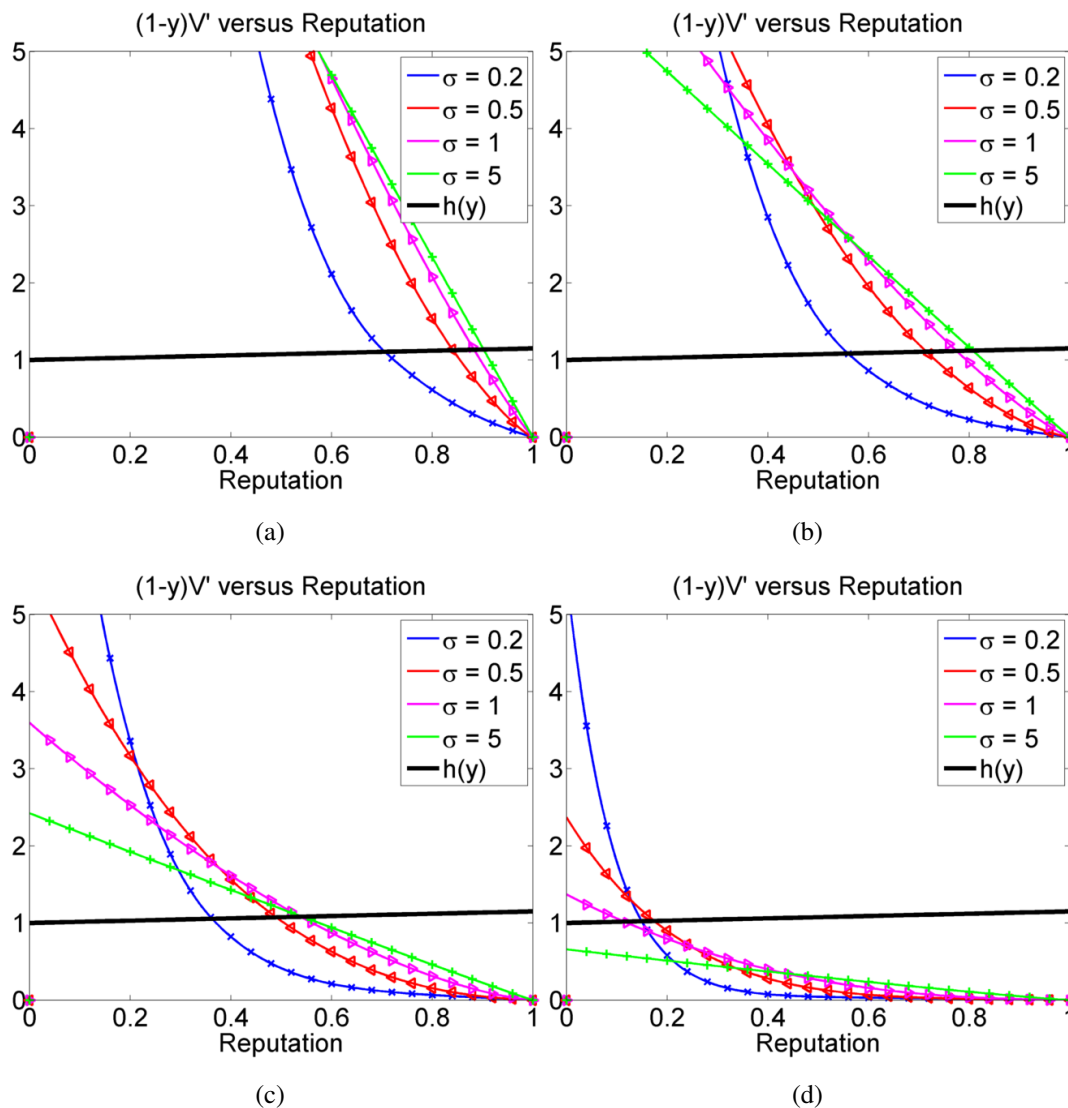 (1-y)V' versus Reputation
5
4
3
2
1
0
0 0.2 0.4 0.6 0.8 1
Reputation
σ = 0.2
σ = 0.5
σ = 1
σ = 5
h(y)
(a)
(1-y)V' versus Reputation
5
4
3
2
1
0
0 0.2 0.4 0.6 0.8 1
Reputation
σ = 0.2
σ = 0.5
σ = 1
σ = 5
h(y)
(b)
(1-y)V' versus Reputation
5
4
3
2
1
0
0 0.2 0.4 0.6 0.8 1
Reputation
σ = 0.2
σ = 0.5
σ = 1
σ = 5
h(y)
(c)
(1-y)V' versus Reputation
5
4
3
2
1
0
0 0.2 0.4 0.6 0.8 1
Reputation
σ = 0.2
σ = 0.5
σ = 1
σ = 5
h(y)
(d)